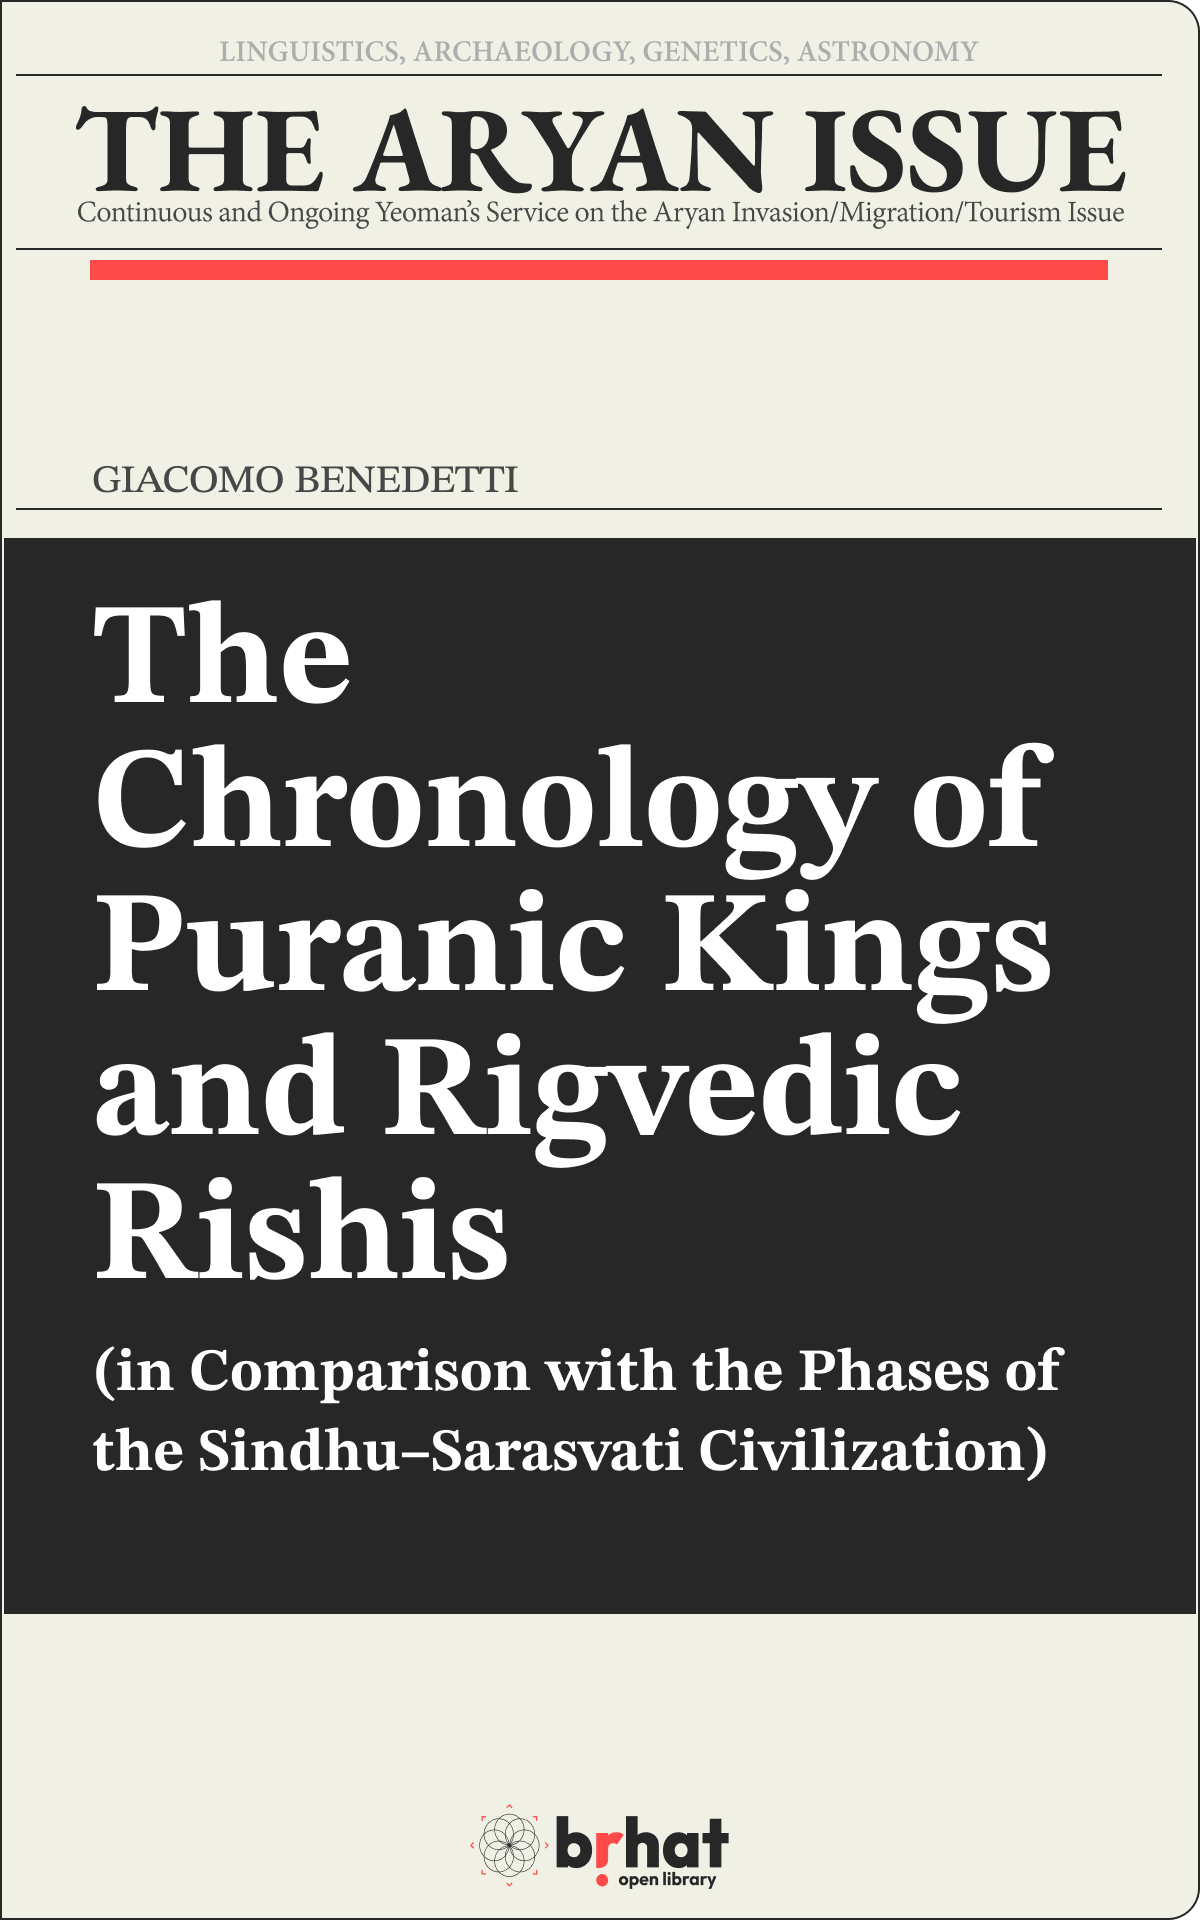 LINGUISTICS, ARCHAEOLOGY, GENETICS, ASTRONOMY
THE ARYAN ISSUE
Continuous and Ongoing Yeoman's Service on the Aryan Invasion/Migration/Tourism Issue
GIACOMO BENEDETTI
The
Chronology of
Puranic Kings
and Rigvedic
Rishis
(in Comparison with the Phases of
the Sindhu–Sarasvati Civilization)
bṛhat
open library